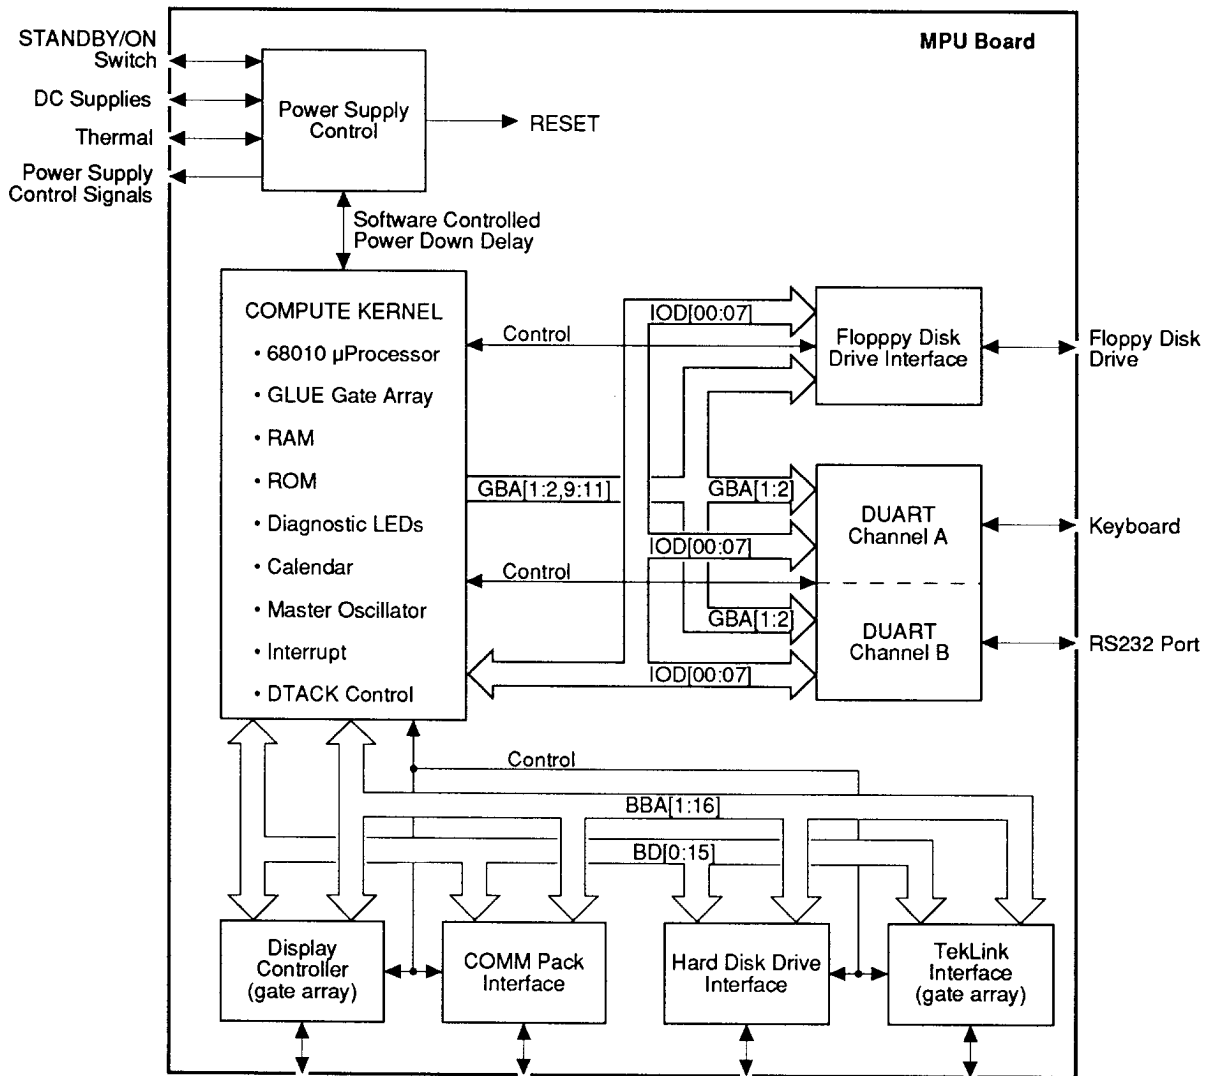 MPU Board
STANDBY/ON
Switch
DC Supplies
Thermal
Power Supply
Control Signals
Power Supply
Control
RESET
Software Controlled
Power Down Delay
COMPUTE KERNEL
• 68010 µProcessor
• GLUE Gate Array
• RAM
• ROM
• Diagnostic LEDs
• Calendar
• Master Oscillator
• Interrupt
• DTACK Control
IOD[00:07]
Control
Flopppy Disk
Drive Interface
Floppy Disk
Drive
GBA[1:2,9:11]
GBA[1:2]
IOD[00:07]
Control
GBA[1:2]
IOD[00:07]
DUART
Channel A
DUART
Channel B
Keyboard
RS232 Port
Control
BBA[1:16]
BD[0:15]
Display
Controller
(gate array)
COMM Pack
Interface
Hard Disk Drive
Interface
TekLink
Interface
(gate array)